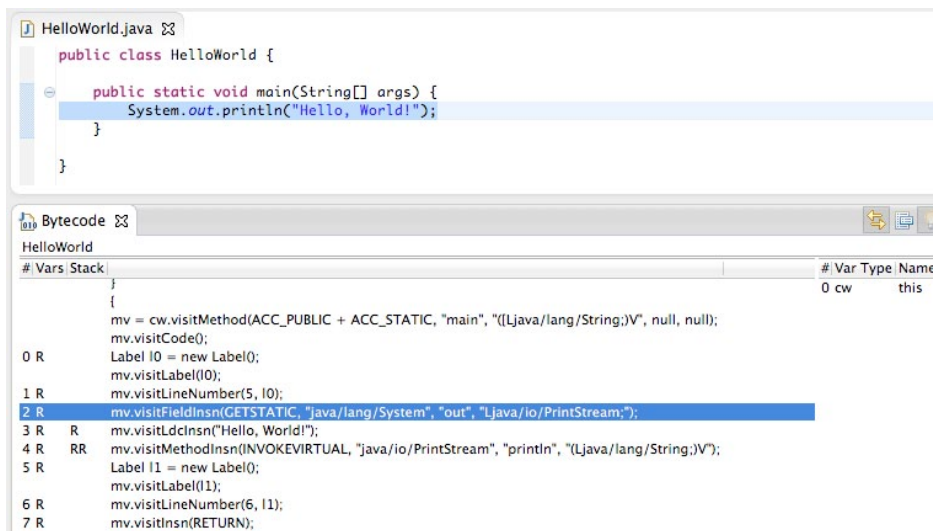 HelloWorld.java
public class HelloWorld {
public static void main(String[] args) {
System.out.println("Hello, World!");
}
}
Bytecode
HelloWorld
# Vars Stack
# Var Type Name
0 cw this
}
{
mv = cw.visitMethod(ACC_PUBLIC + ACC_STATIC, "main", "([Ljava/lang/String;)V", null, null);
mv.visitCode();
0 R Label l0 = new Label();
mv.visitLabel(l0);
1 R mv.visitLineNumber(5, l0);
2 R mv.visitFieldInsn(GETSTATIC, "java/lang/System", "out", "Ljava/io/PrintStream;");
3 R R mv.visitLdcInsn("Hello, World!");
4 R RR mv.visitMethodInsn(INVOKEVIRTUAL, "java/io/PrintStream", "println", "(Ljava/lang/String;)V");
5 R Label l1 = new Label();
mv.visitLabel(l1);
6 R mv.visitLineNumber(6, l1);
7 R mv.visitInsn(RETURN);